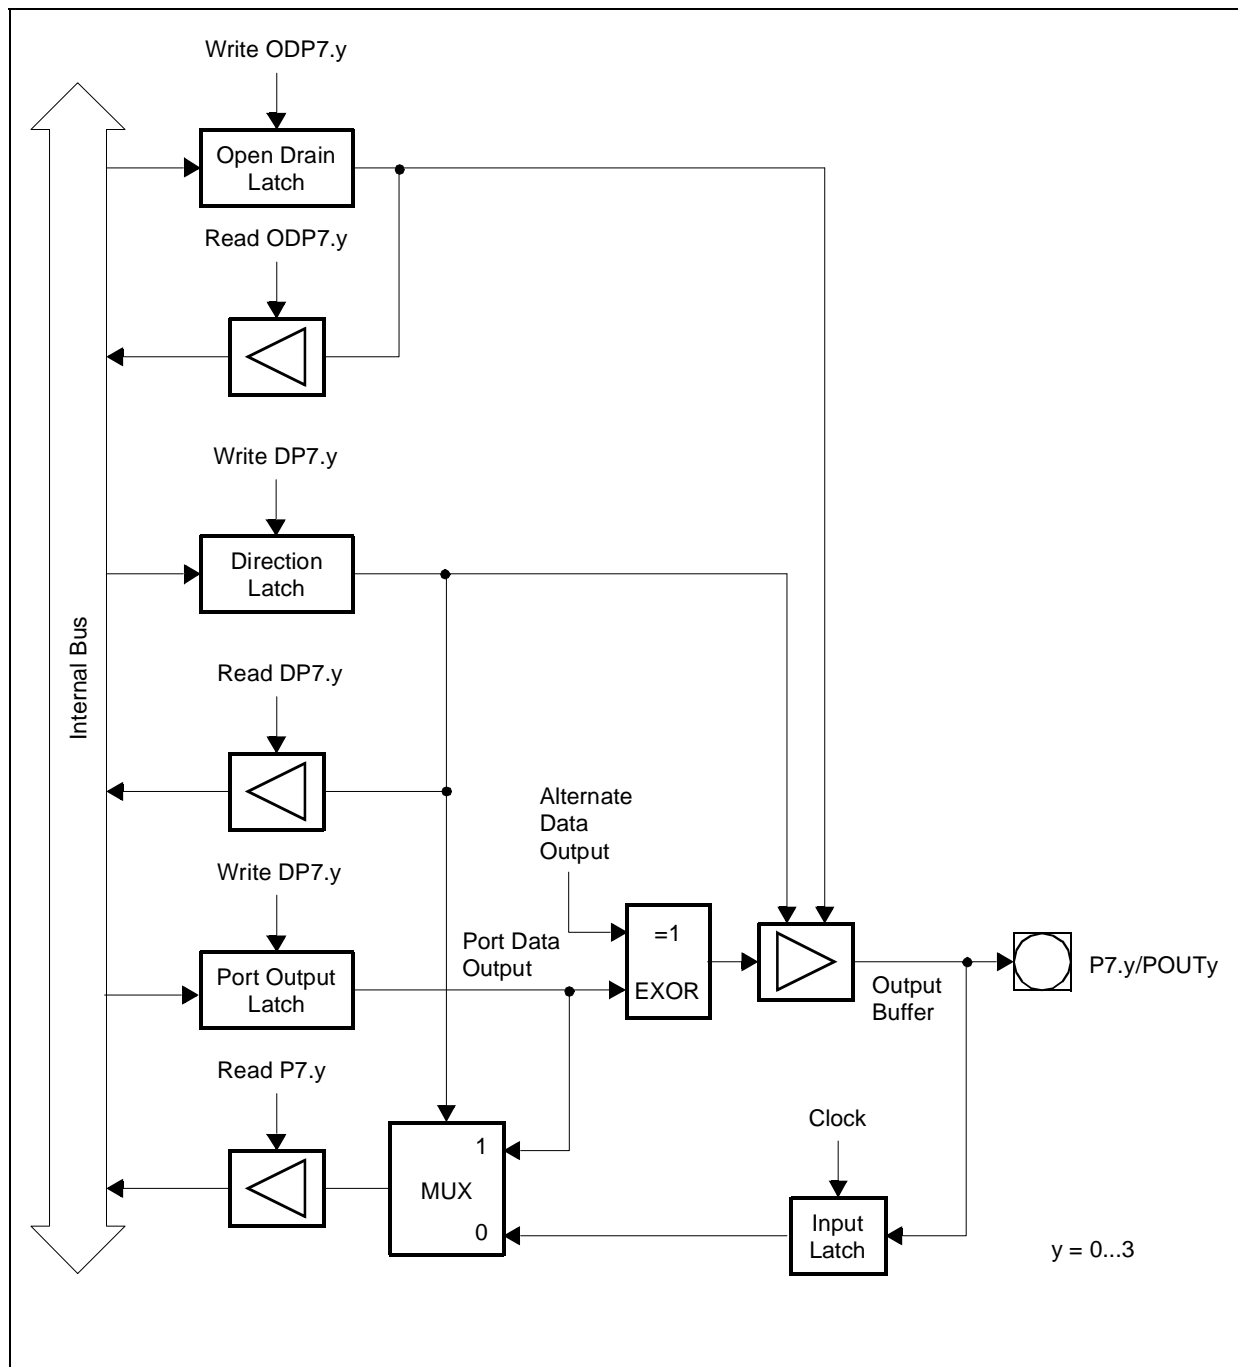 Write ODP7.y
Open Drain
Latch
Read ODP7.y
Write DP7.y
Direction
Latch
Internal Bus
Read DP7.y
Alternate
Data
Output
Write DP7.y
Port Data
Output
=1
EXOR
Port Output
Latch
Output
Buffer
P7.y/POUTy
Read P7.y
Clock
1
MUX
0
Input
Latch
y = 0...3